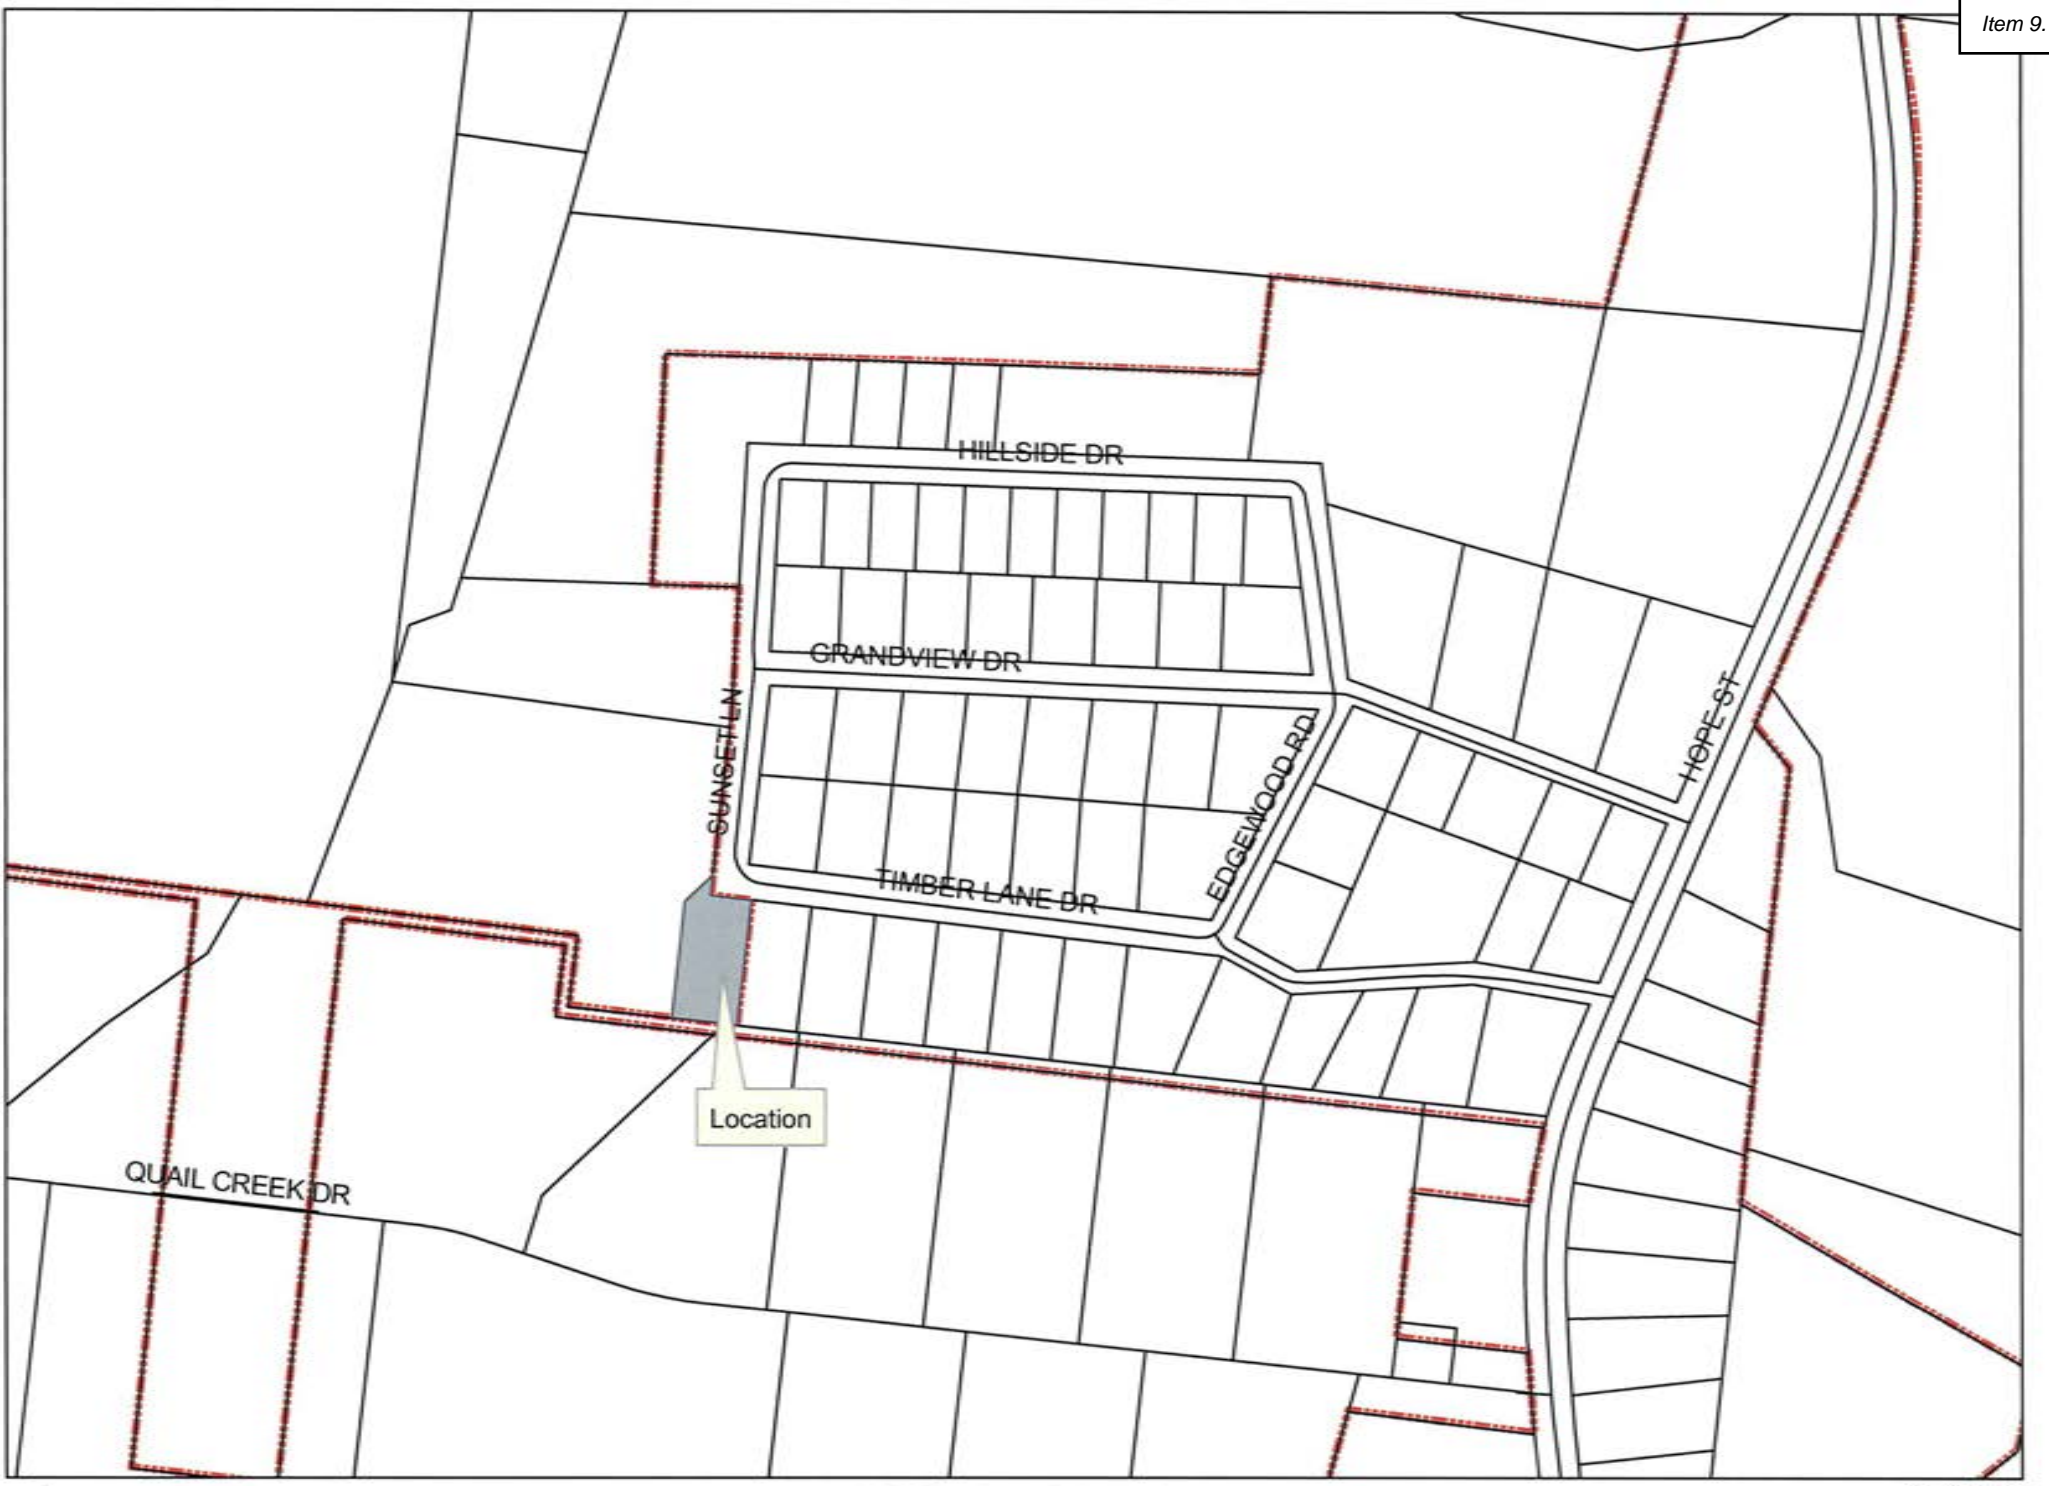 Item 9.
HILLSIDE DR
GRANDVIEW DR
SUNSET LN
HOPE ST
EDGEWOOD RD
TIMBER LANE DR
Location
QUAIL CREEK DR